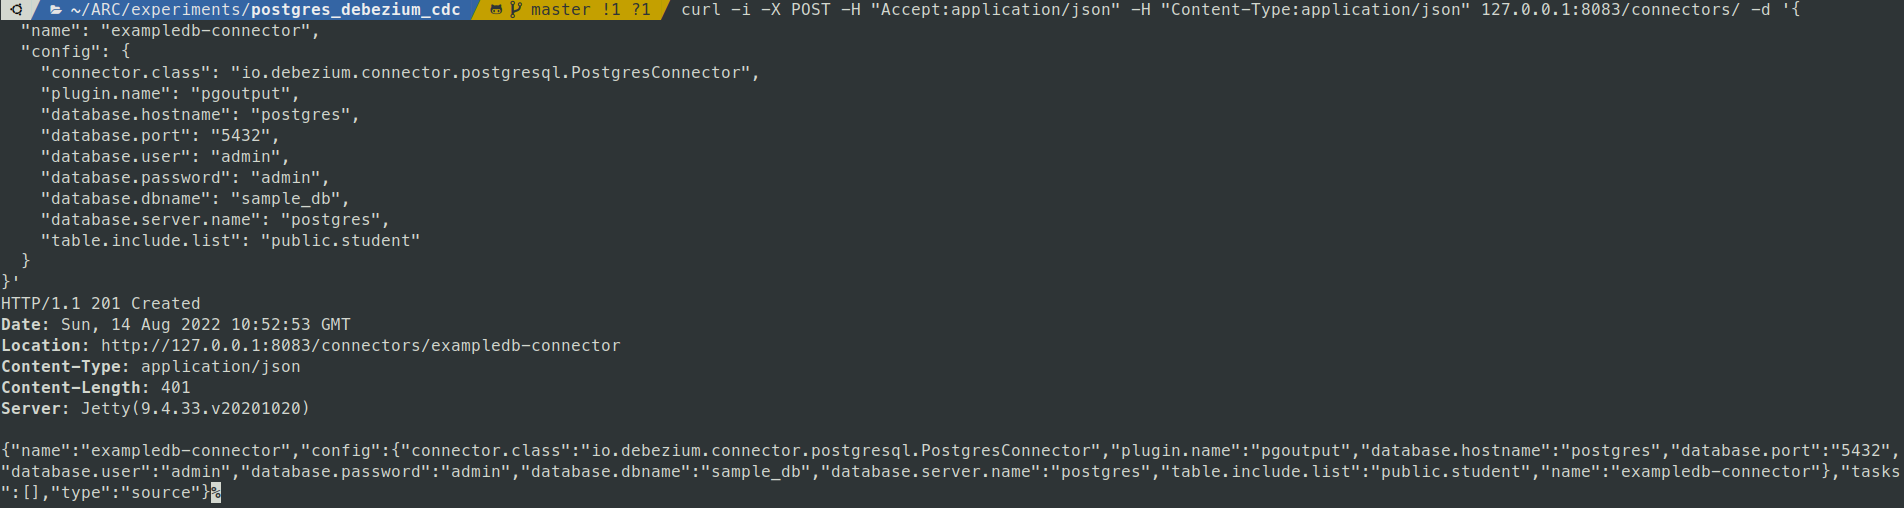 ~/ARC/experiments/postgres_debezium_cdc master !1 ?1 curl -i -X POST -H "Accept:application/json" -H "Content-Type:application/json" 127.0.0.1:8083/connectors/ -d '{
  "name": "exampledb-connector",
  "config": {
    "connector.class": "io.debezium.connector.postgresql.PostgresConnector",
    "plugin.name": "pgoutput",
    "database.hostname": "postgres",
    "database.port": "5432",
    "database.user": "admin",
    "database.password": "admin",
    "database.dbname": "sample_db",
    "database.server.name": "postgres",
    "table.include.list": "public.student"
  }
}'
HTTP/1.1 201 Created
Date: Sun, 14 Aug 2022 10:52:53 GMT
Location: http://127.0.0.1:8083/connectors/exampledb-connector
Content-Type: application/json
Content-Length: 401
Server: Jetty(9.4.33.v20201020)

{"name":"exampledb-connector","config":{"connector.class":"io.debezium.connector.postgresql.PostgresConnector","plugin.name":"pgoutput","database.hostname":"postgres","database.port":"5432",
"database.user":"admin","database.password":"admin","database.dbname":"sample_db","database.server.name":"postgres","table.include.list":"public.student","name":"exampledb-connector"},"tasks
":[],"type":"source"}%